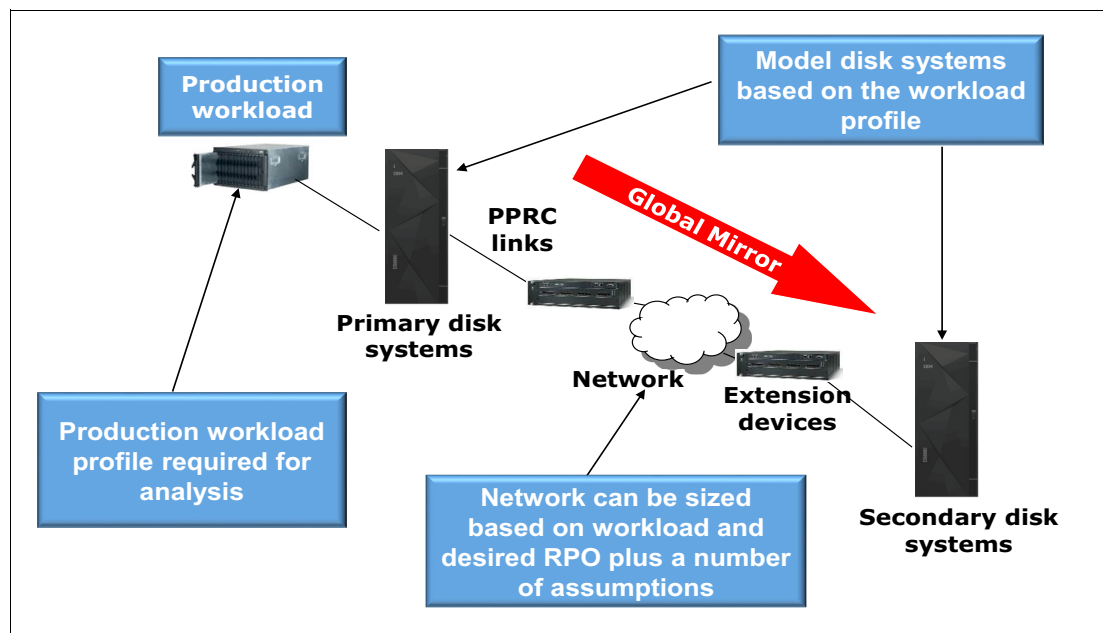 Production
workload
Model disk systems
based on the workload
profile
PPRC
links
Global Mirror
Primary disk
systems
Network
Extension
devices
Production workload
profile required for
analysis
Network can be sized
based on workload and
desired RPO plus a number
of assumptions
Secondary disk
systems